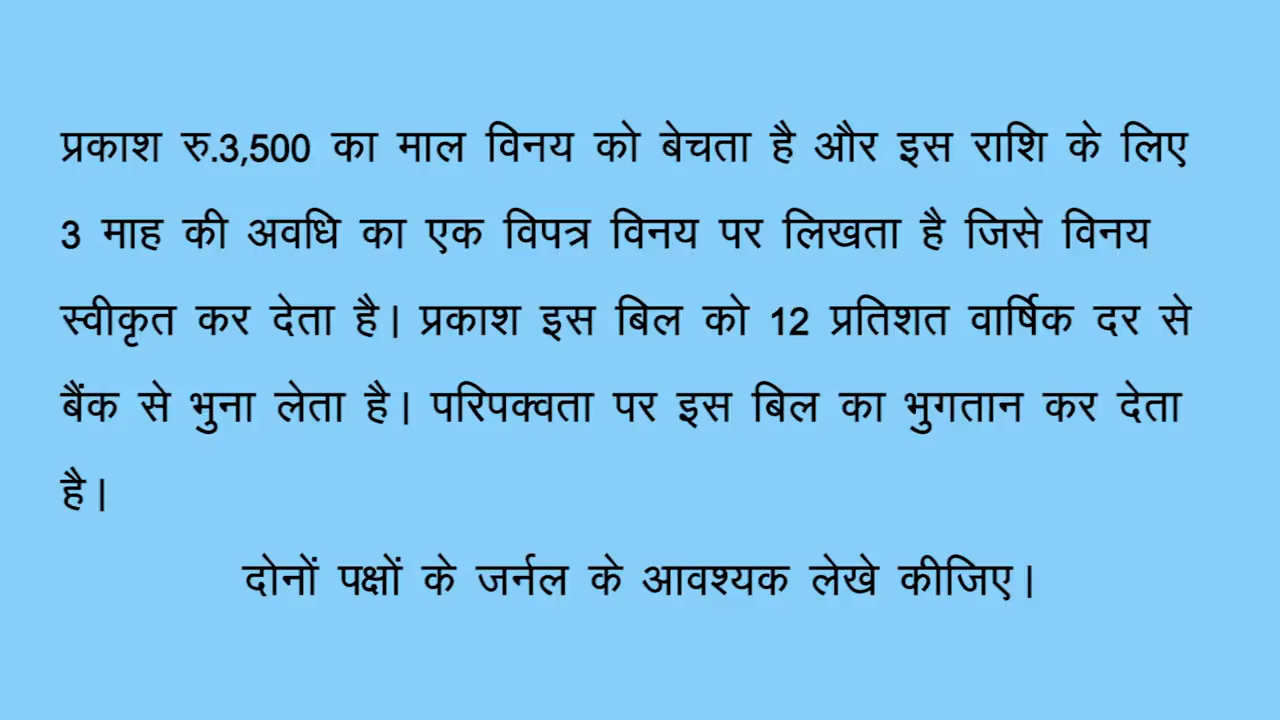 प्रकाश रु.3,500 का माल विनय को बेचता है और इस राशि के लिए
3 माह की अवधि का एक विपत्र विनय पर लिखता है जिसे विनय
स्वीकृत कर देता है। प्रकाश इस बिल को 12 प्रतिशत वार्षिक दर से
बैंक से भुना लेता है। परिपक्वता पर इस बिल का भुगतान कर देता
है।
दोनों पक्षों के जर्नल के आवश्यक लेखे कीजिए।